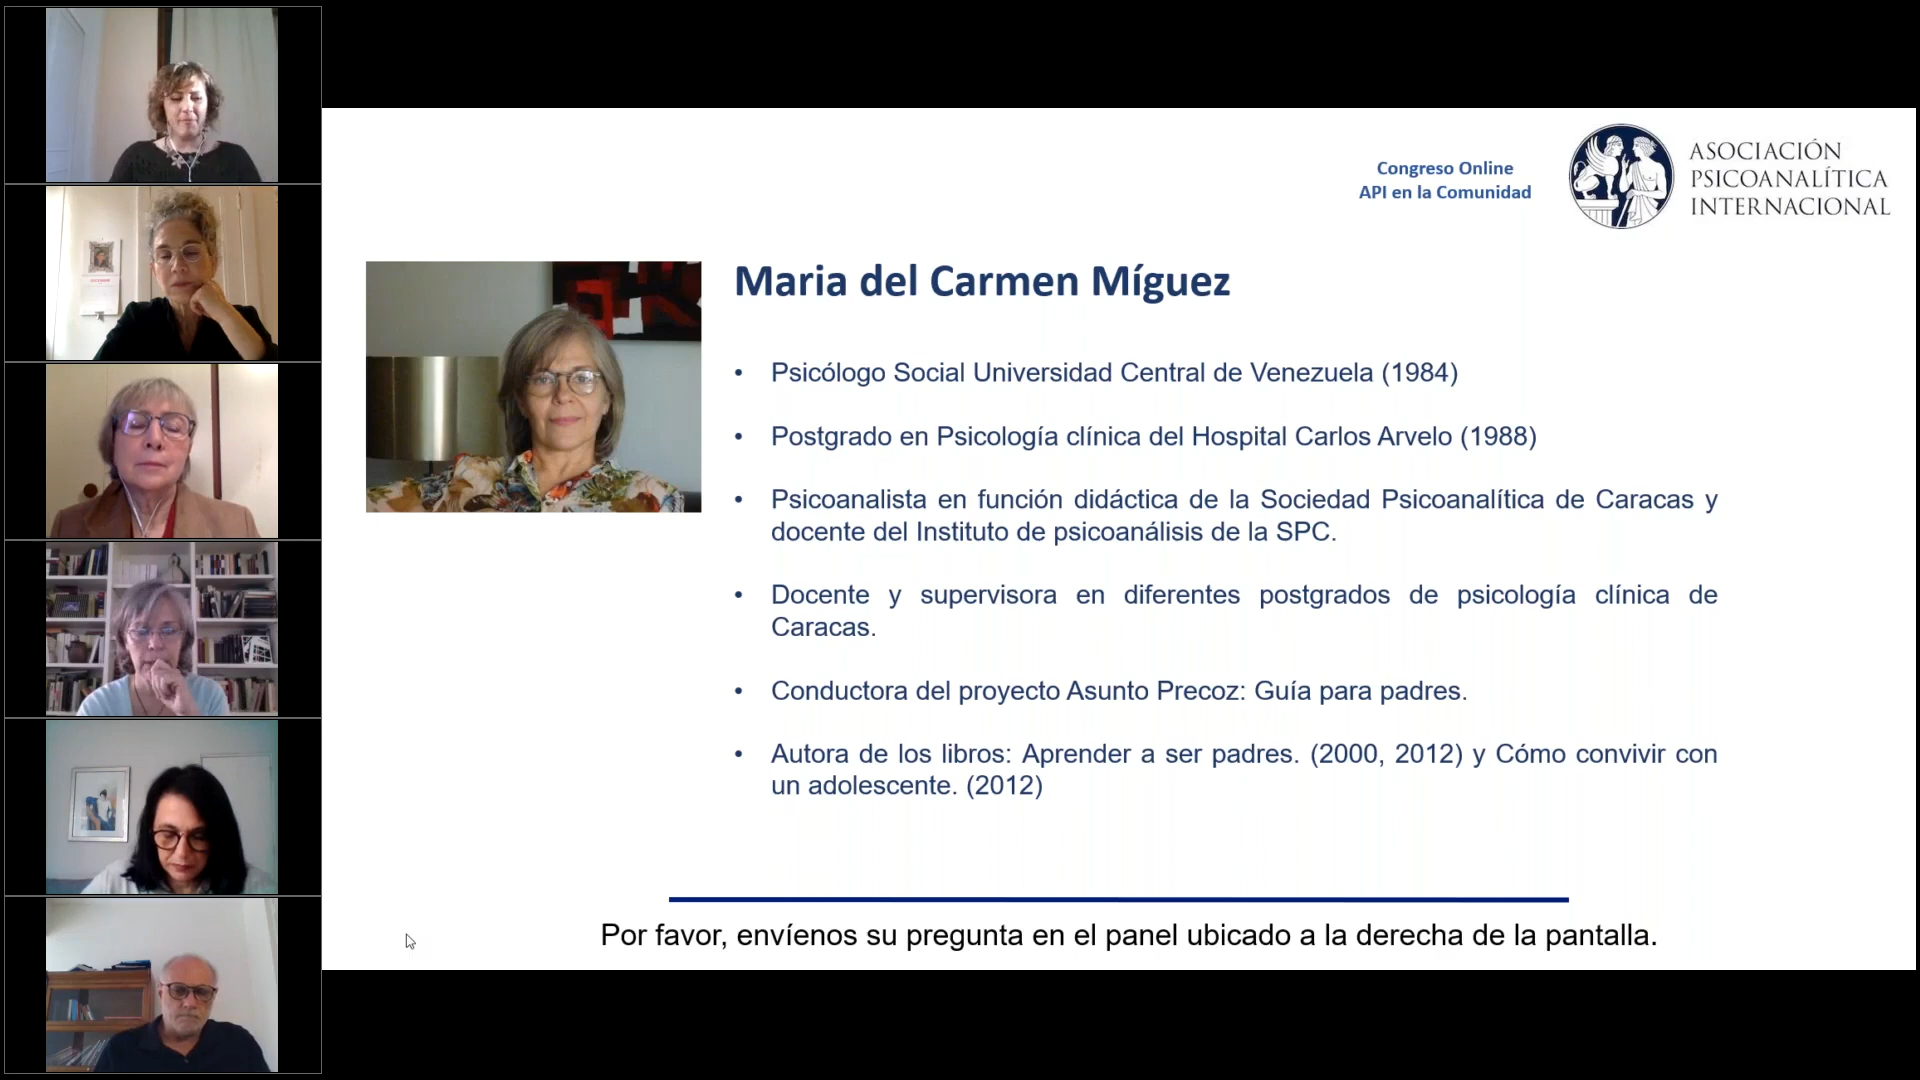 Congreso Online
API en la Comunidad
ASOCIACIÓN
PSICOANALÍTICA
INTERNACIONAL
Maria del Carmen Míguez
• Psicólogo Social Universidad Central de Venezuela (1984)
• Postgrado en Psicología clínica del Hospital Carlos Arvelo (1988)
• Psicoanalista en función didáctica de la Sociedad Psicoanalítica de Caracas y
docente del Instituto de psicoanálisis de la SPC.
• Docente y supervisora en diferentes postgrados de psicología clínica de
Caracas.
• Conductora del proyecto Asunto Precoz: Guía para padres.
• Autora de los libros: Aprender a ser padres. (2000, 2012) y Cómo convivir con
un adolescente. (2012)
Por favor, envíenos su pregunta en el panel ubicado a la derecha de la pantalla.